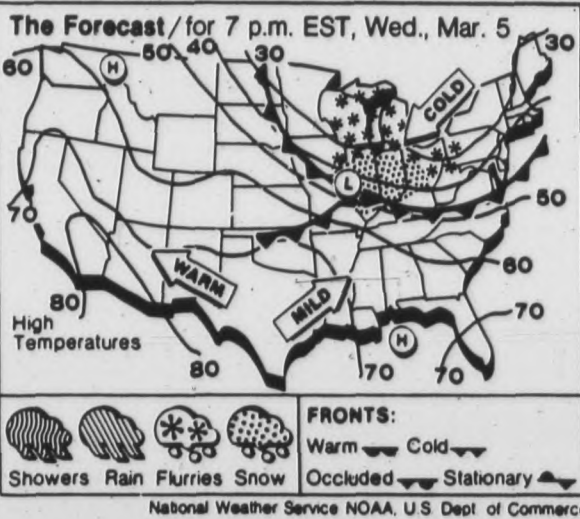 The Forecast/for 7 p.m. EST, Wed., Mar. 5
60
H
50
40
30
30
COLD
L
70
50
60
WARM
MILD
80
High
Temperatures
80
H
70
70
70
Showers Rain Flurries Snow
FRONTS:
Warm Cold
Occluded Stationary
National Weather Service NOAA, U.S. Dept. of Commerc